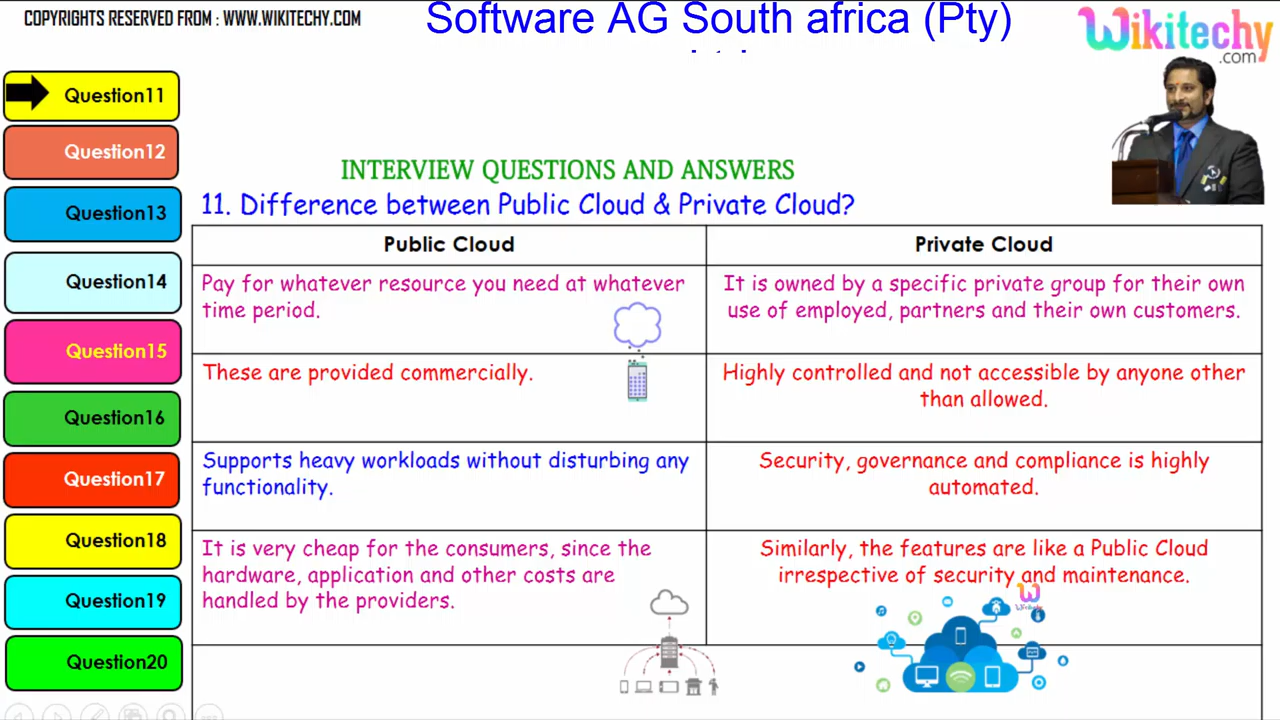 COPYRIGHTS RESERVED FROM : WWW.WIKITECHY.COM
Software AG South africa (Pty)
Wikitechy
.com
Question11
Question12
Question13
Question14
Question15
Question16
Question17
Question18
Question19
Question20
INTERVIEW QUESTIONS AND ANSWERS
11. Difference between Public Cloud & Private Cloud?
Public Cloud
Private Cloud
Pay for whatever resource you need at whatever
time period.
It is owned by a specific private group for their own
use of employed, partners and their own customers.
These are provided commercially.
Highly controlled and not accessible by anyone other
than allowed.
Supports heavy workloads without disturbing any
functionality.
Security, governance and compliance is highly
automated.
It is very cheap for the consumers, since the
hardware, application and other costs are
handled by the providers.
Similarly, the features are like a Public Cloud
irrespective of security and maintenance.
Wikitechy